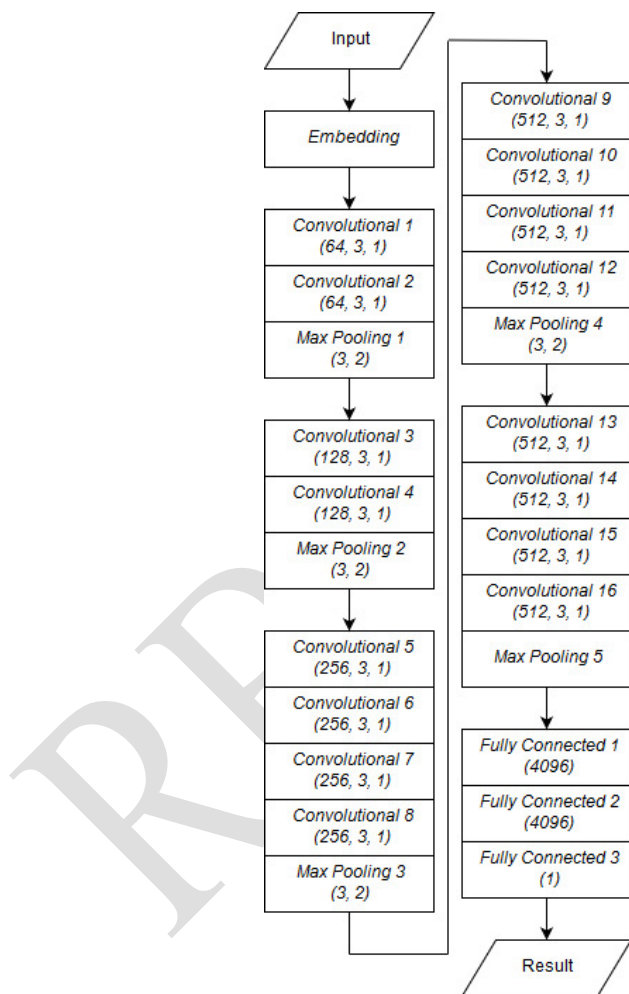 Input
Embedding
Convolutional 1
(64, 3, 1)
Convolutional 2
(64, 3, 1)
Max Pooling 1
(3, 2)
Convolutional 3
(128, 3, 1)
Convolutional 4
(128, 3, 1)
Max Pooling 2
(3, 2)
Convolutional 5
(256, 3, 1)
Convolutional 6
(256, 3, 1)
Convolutional 7
(256, 3, 1)
Convolutional 8
(256, 3, 1)
Max Pooling 3
(3, 2)
Convolutional 9
(512, 3, 1)
Convolutional 10
(512, 3, 1)
Convolutional 11
(512, 3, 1)
Convolutional 12
(512, 3, 1)
Max Pooling 4
(3, 2)
Convolutional 13
(512, 3, 1)
Convolutional 14
(512, 3, 1)
Convolutional 15
(512, 3, 1)
Convolutional 16
(512, 3, 1)
Max Pooling 5
Fully Connected 1
(4096)
Fully Connected 2
(4096)
Fully Connected 3
(1)
Result